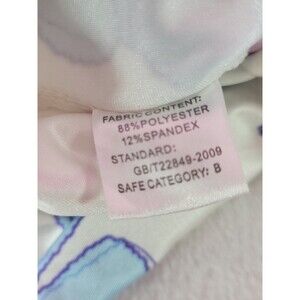 FABRIC CONTENT:
88%POLYESTER
12%SPANDEX
STANDARD:
GB/T22849-2009
SAFE CATEGORY: B